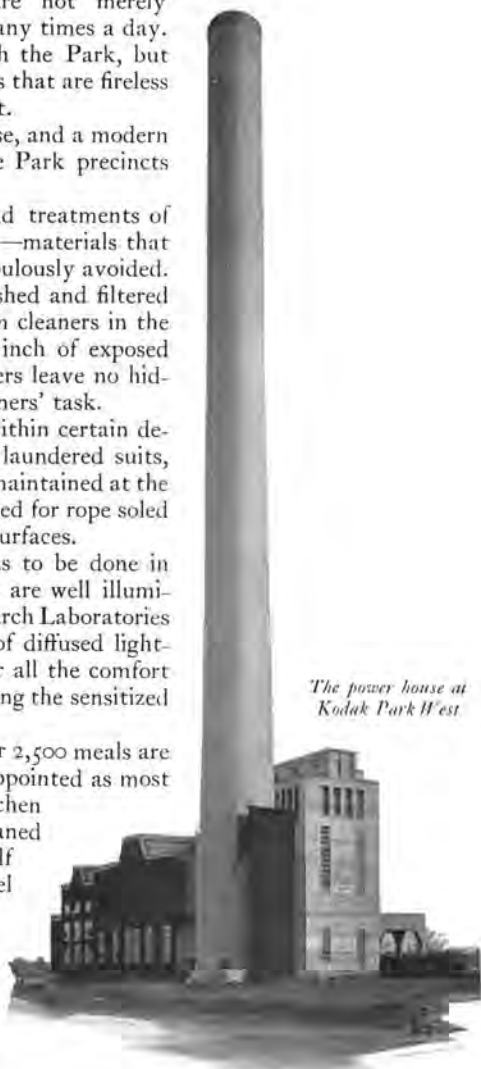 are not merely
any times a day.
h the Park, but
s that are fireless
t.
se, and a modern
e Park precincts
d treatments of
—materials that
pulously avoided.
shed and filtered
n cleaners in the
inch of exposed
ers leave no hid-
ners' task.
ithin certain de-
laundered suits,
maintained at the
ed for rope soled
urfaces.
s to be done in
are well illumi-
arch Laboratories
of diffused light-
r all the comfort
ng the sensitized
r 2,500 meals are
ppointed as most
chen
aned
lf
el
The power house at
Kodak Park West